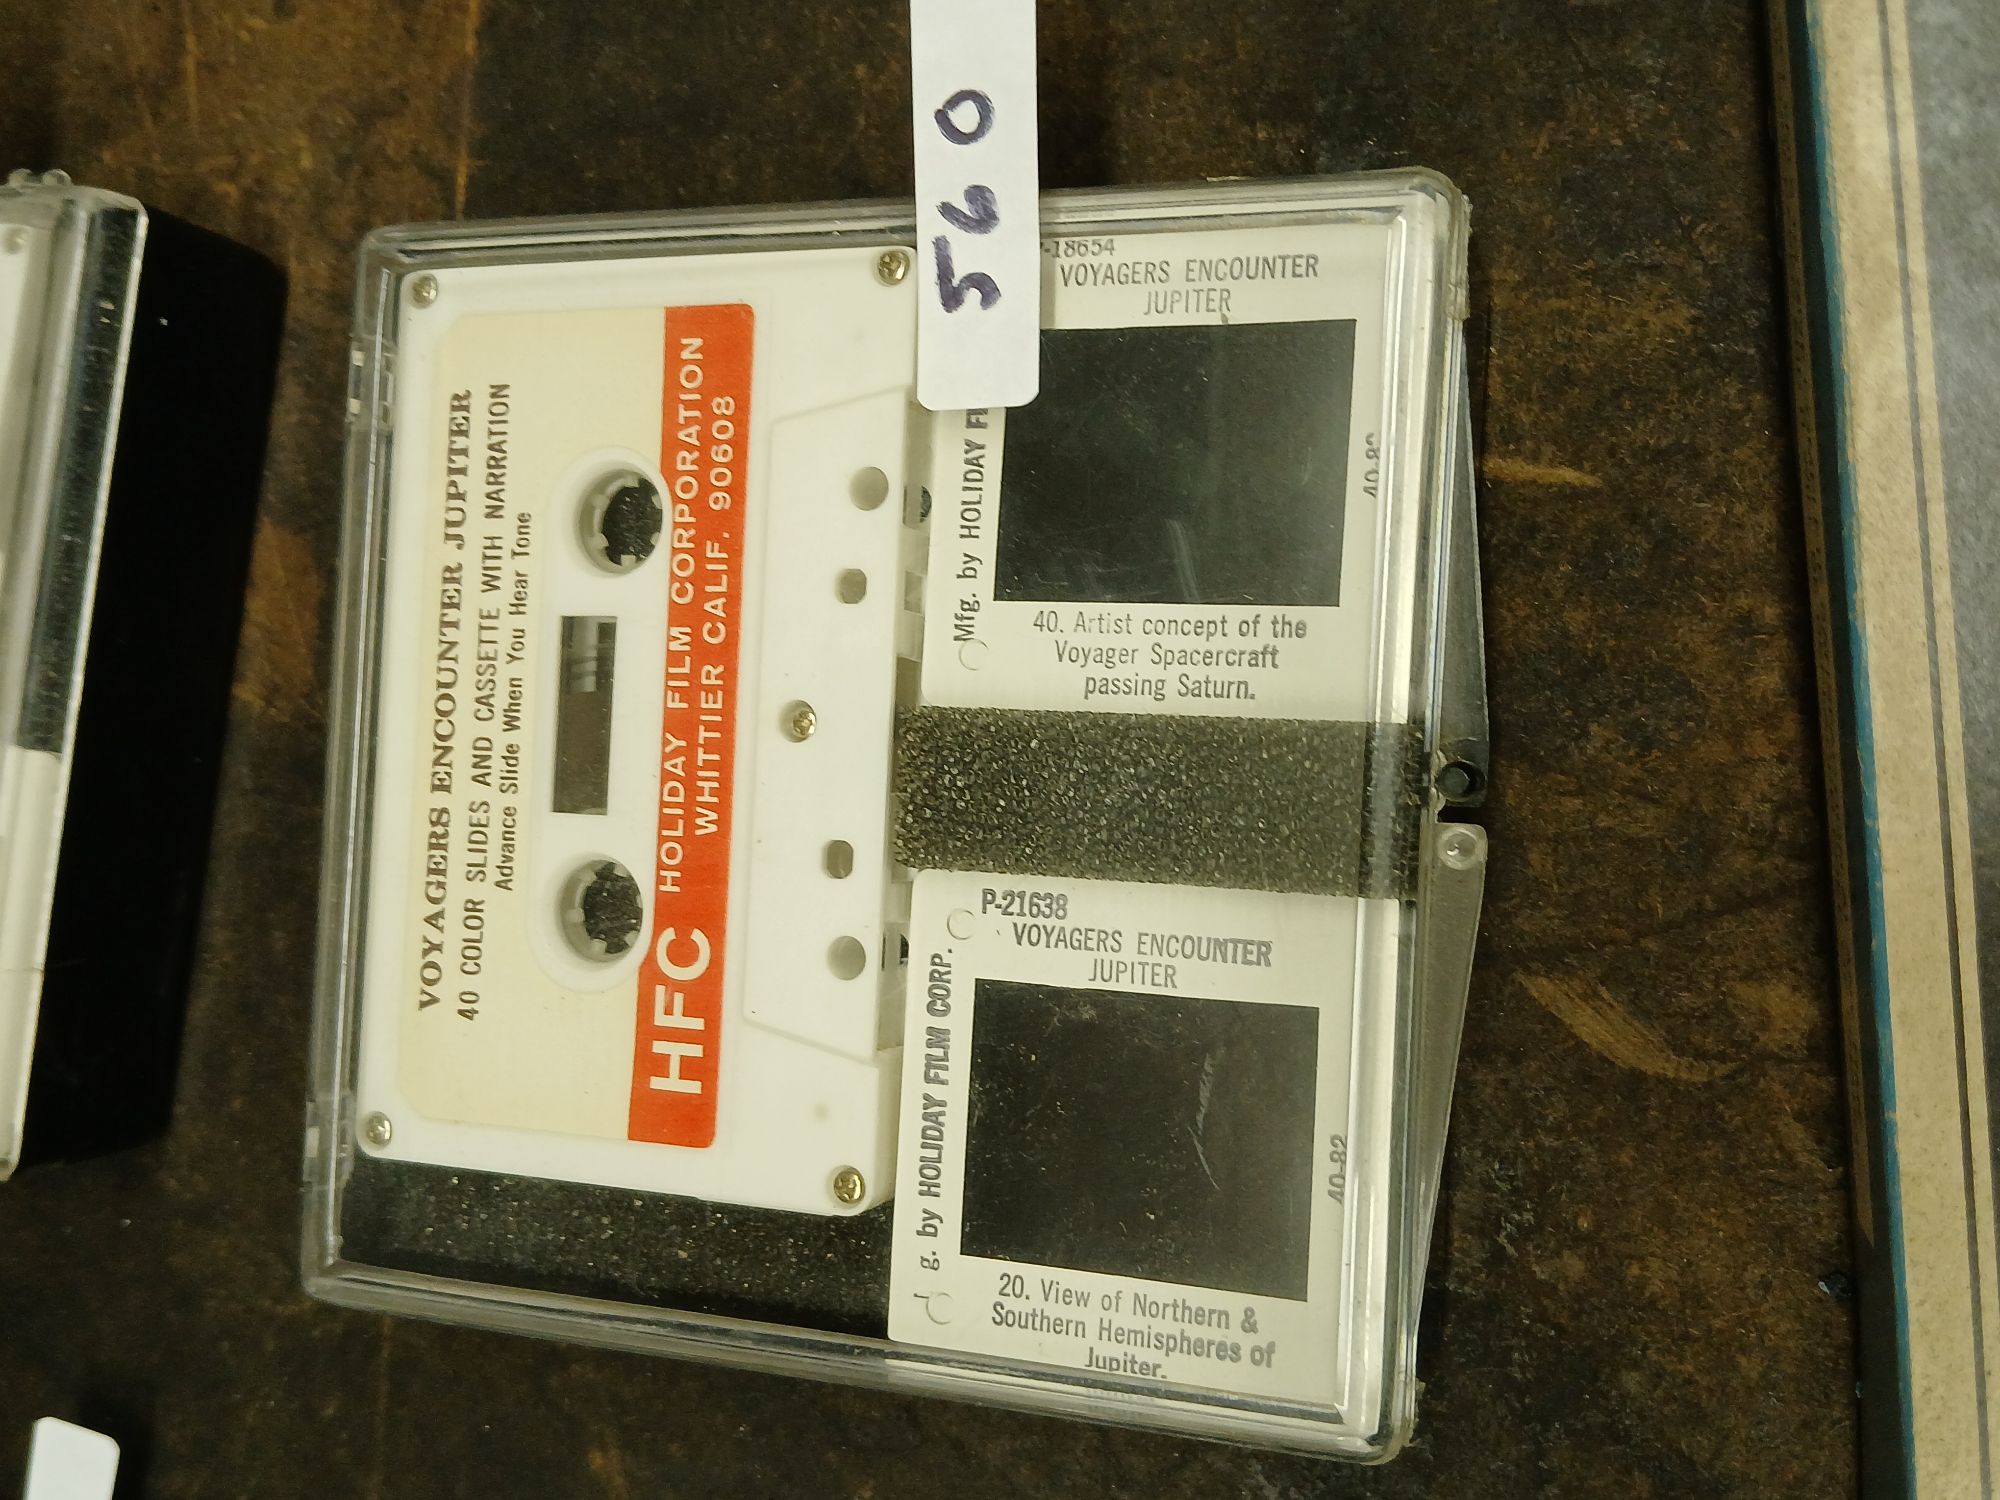 560
VOYAGERS ENCOUNTER JUPITER
40 COLOR SLIDES AND CASSETTE WITH NARRATION
Advance Slide When You Hear Tone
HFC HOLIDAY FILM CORPORATION
WHITTIER CALIF. 90608
-18654
VOYAGERS ENCOUNTER
JUPITER
Mfg. by HOLIDAY
40. Artist concept of the
Voyager Spacercraft
passing Saturn.
P-21638
VOYAGERS ENCOUNTER
JUPITER
g. by HOLIDAY FILM CORP.
40-82
20. View of Northern &
Southern Hemispheres of
Jupiter.